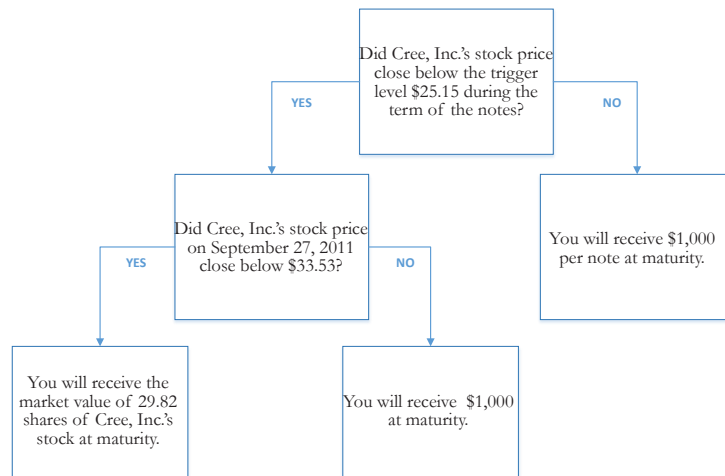 Did Cree, Inc.'s stock price
close below the trigger
level $25.15 during the
term of the notes?
YES
NO
Did Cree, Inc.'s stock price
on September 27, 2011
close below $33.53?
You will receive $1,000
per note at maturity.
YES
NO
You will receive the
market value of 29.82
shares of Cree, Inc.'s
stock at maturity.
You will receive $1,000
at maturity.